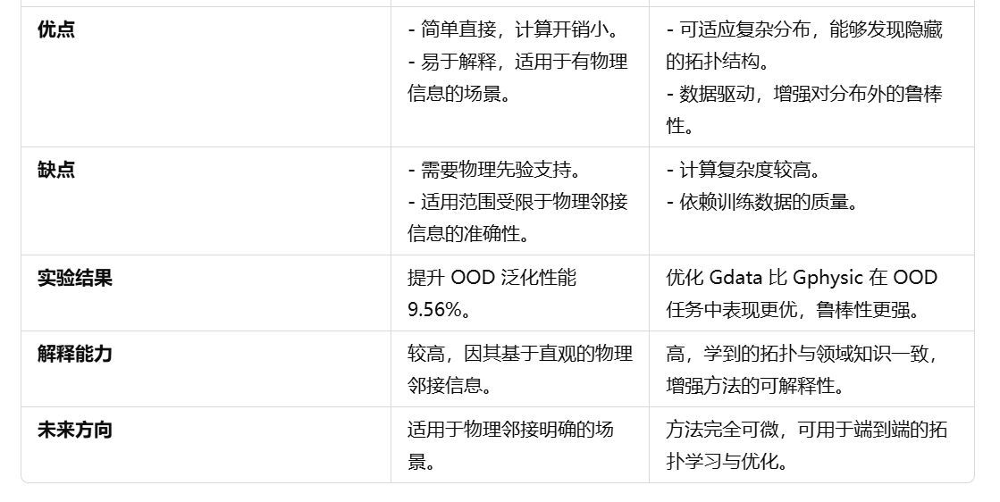 优点
- 简单直接，计算开销小。
- 易于解释，适用于有物理
信息的场景。
- 可适应复杂分布，能够发现隐藏
的拓扑结构。
- 数据驱动，增强对分布外的鲁棒
性。
缺点
- 需要物理先验支持。
- 适用范围受限于物理邻接
信息的准确性。
- 计算复杂度较高。
- 依赖训练数据的质量。
实验结果
提升 OOD 泛化性能
9.56%。
优化 Gdata 比 Gphysic 在 OOD
任务中表现更优，鲁棒性更强。
解释能力
较高，因其基于直观的物理
邻接信息。
高，学到的拓扑与领域知识一致，
增强方法的可解释性。
未来方向
适用于物理邻接明确的场
景。
方法完全可微，可用于端到端的拓
扑学习与优化。